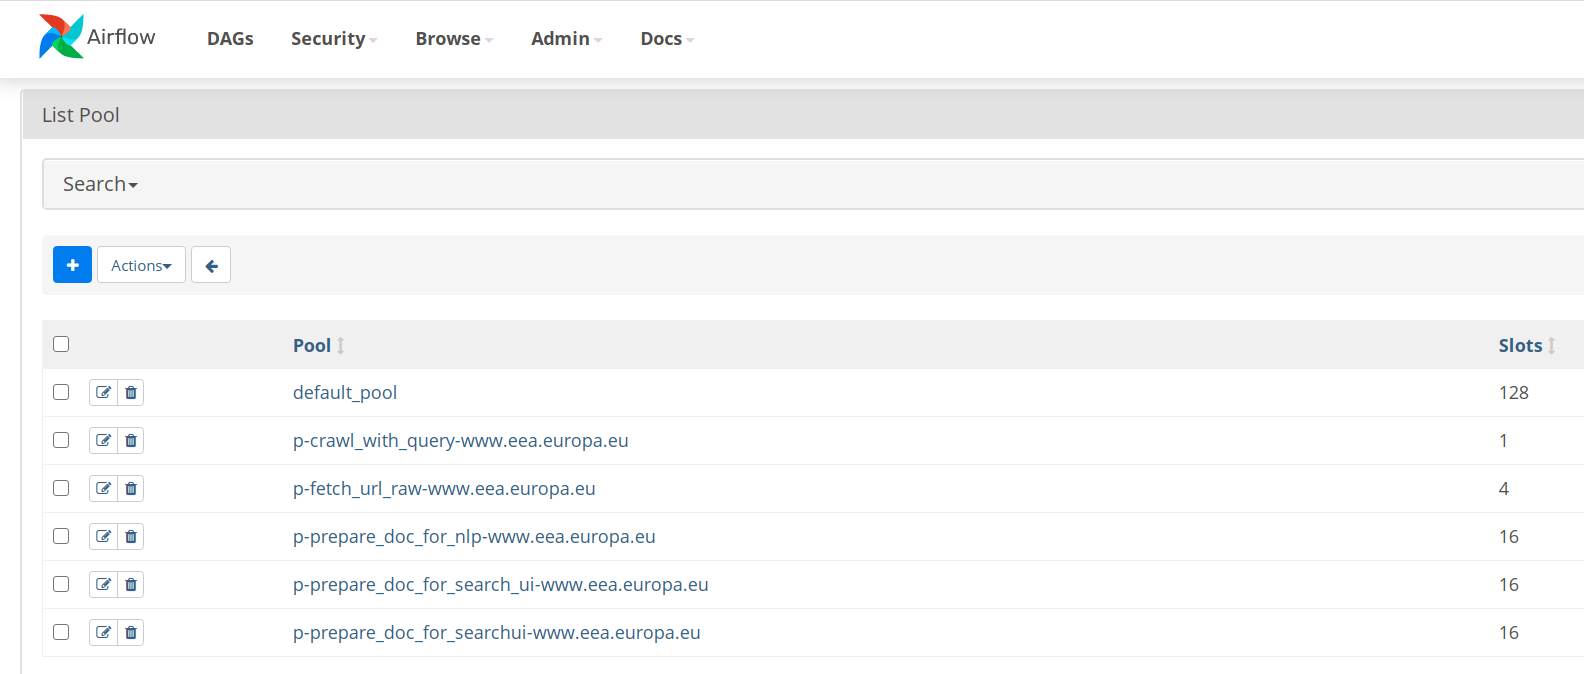 Airflow DAGs Security Browse Admin Docs
List Pool
Search
Actions
Pool Slots
default_pool 128
p-crawl_with_query-www.eea.europa.eu 1
p-fetch_url_raw-www.eea.europa.eu 4
p-prepare_doc_for_nlp-www.eea.europa.eu 16
p-prepare_doc_for_search_ui-www.eea.europa.eu 16
p-prepare_doc_for_searchui-www.eea.europa.eu 16